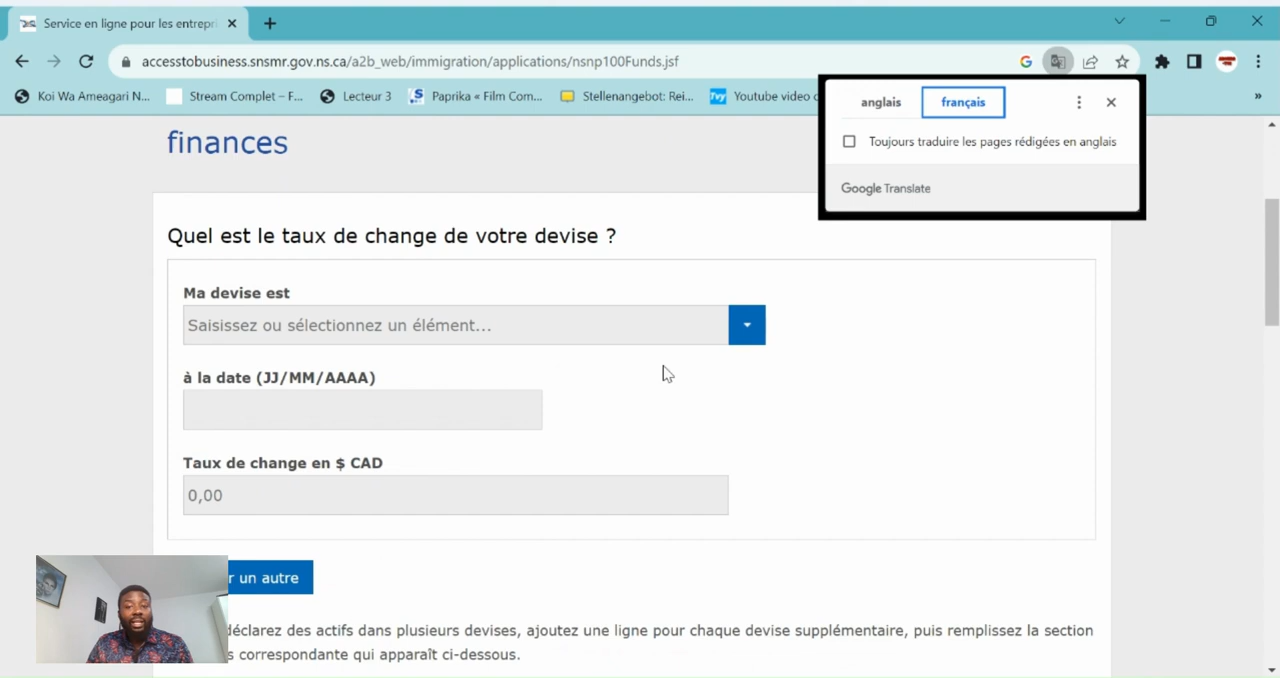 Service en ligne pour les entrepri
accesstobusiness.snsmr.gov.ns.ca/a2b_web/immigration/applications/nsnp100Funds.jsf
Koi Wa Ameagari N... Stream Complet – F... Lecteur 3 Paprika « Film Com... Stellenangebot: Rei... Youtube video »
anglais français
Toujours traduire les pages rédigées en anglais
Google Translate
finances
Quel est le taux de change de votre devise ?
Ma devise est
Saisissez ou sélectionnez un élément...
à la date (JJ/MM/AAAA)
Taux de change en $ CAD
0,00
r un autre
déclarez des actifs dans plusieurs devises, ajoutez une ligne pour chaque devise supplémentaire, puis remplissez la section
s correspondante qui apparaît ci-dessous.